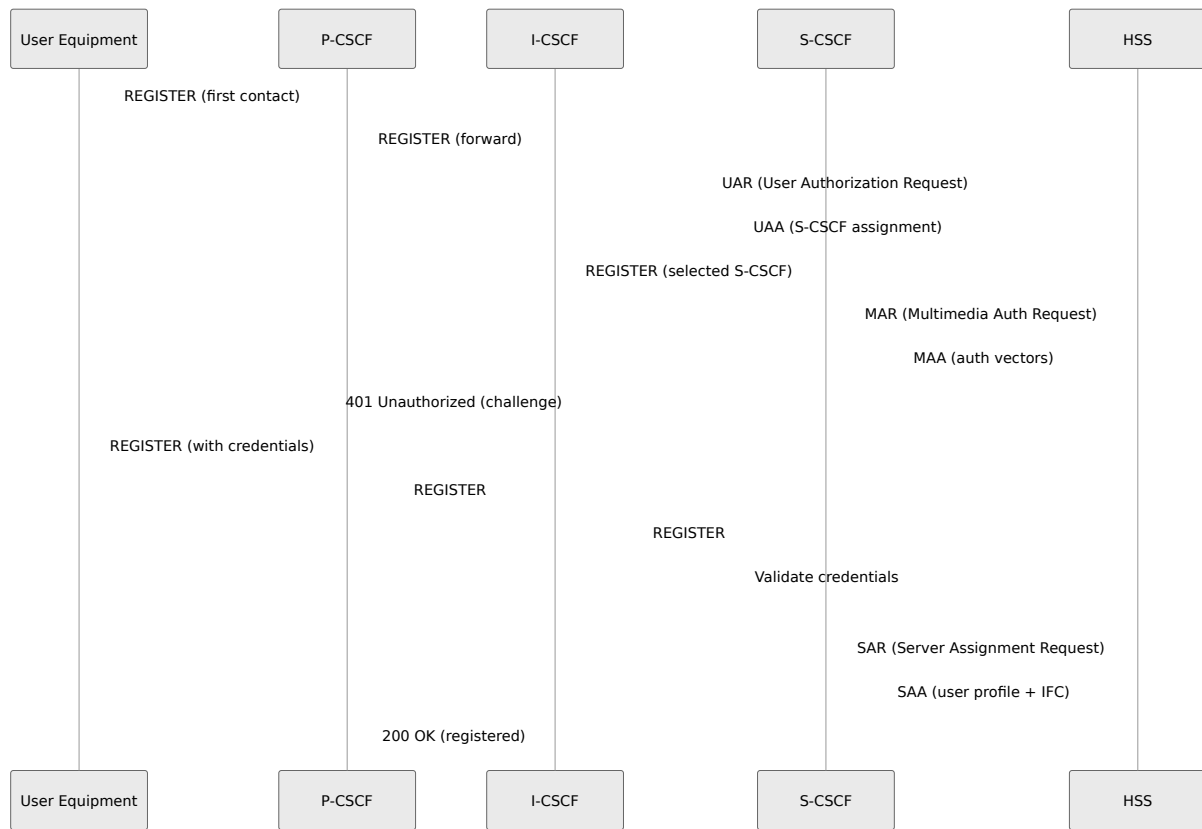 User Equipment
P-CSCF
I-CSCF
S-CSCF
HSS
REGISTER (first contact)
REGISTER (forward)
UAR (User Authorization Request)
UAA (S-CSCF assignment)
REGISTER (selected S-CSCF)
MAR (Multimedia Auth Request)
MAA (auth vectors)
401 Unauthorized (challenge)
REGISTER (with credentials)
REGISTER
REGISTER
Validate credentials
SAR (Server Assignment Request)
SAA (user profile + IFC)
200 OK (registered)
User Equipment
P-CSCF
I-CSCF
S-CSCF
HSS